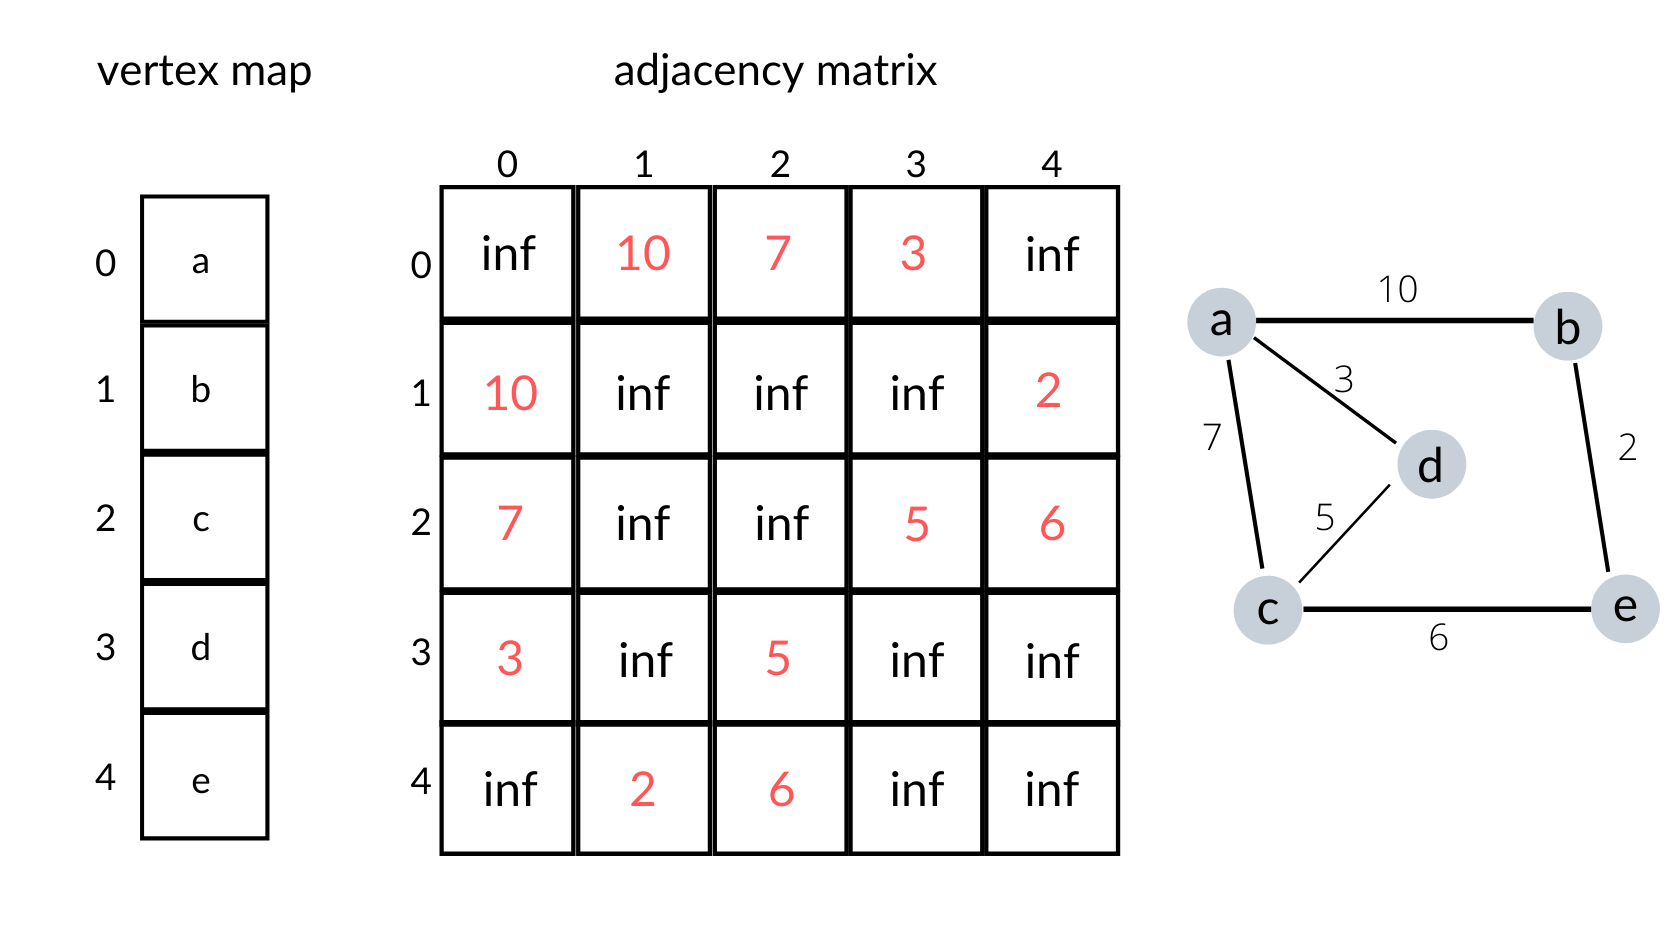 vertex map
adjacency matrix
0 a
1 b
2 c
3 d
4 e
0 1 2 3 4
0 inf 10 7 3 inf
1 10 inf inf inf 2
2 7 inf inf 5 6
3 3 inf 5 inf inf
4 inf 2 6 inf inf
10
a
b
3
7
2
d
5
c
e
6